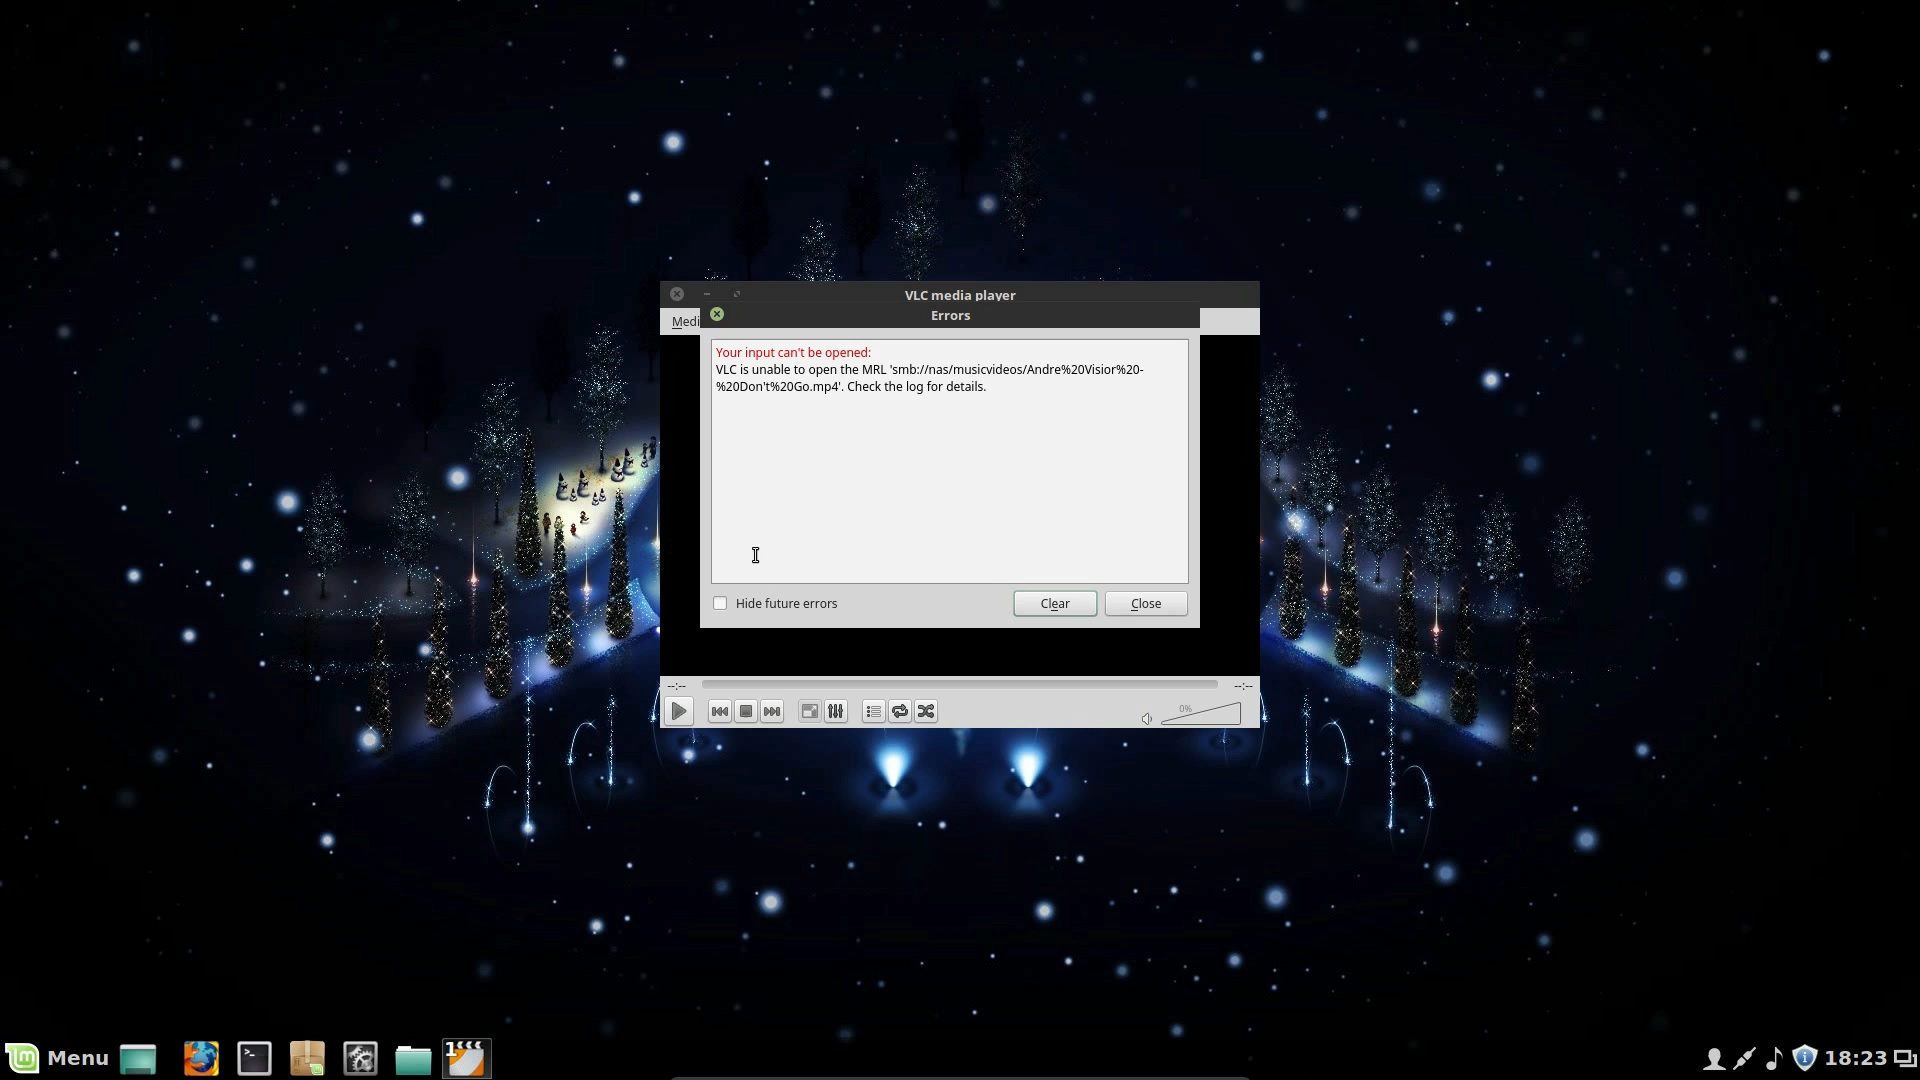 VLC media player
Errors
Medi
Your input can't be opened:
VLC is unable to open the MRL 'smb://nas/musicvideos/Andre%20Visior%20-
%20Don't%20Go.mp4'. Check the log for details.
Hide future errors
Clear
Close
--:--
--:--
0%
Menu
1
18:23